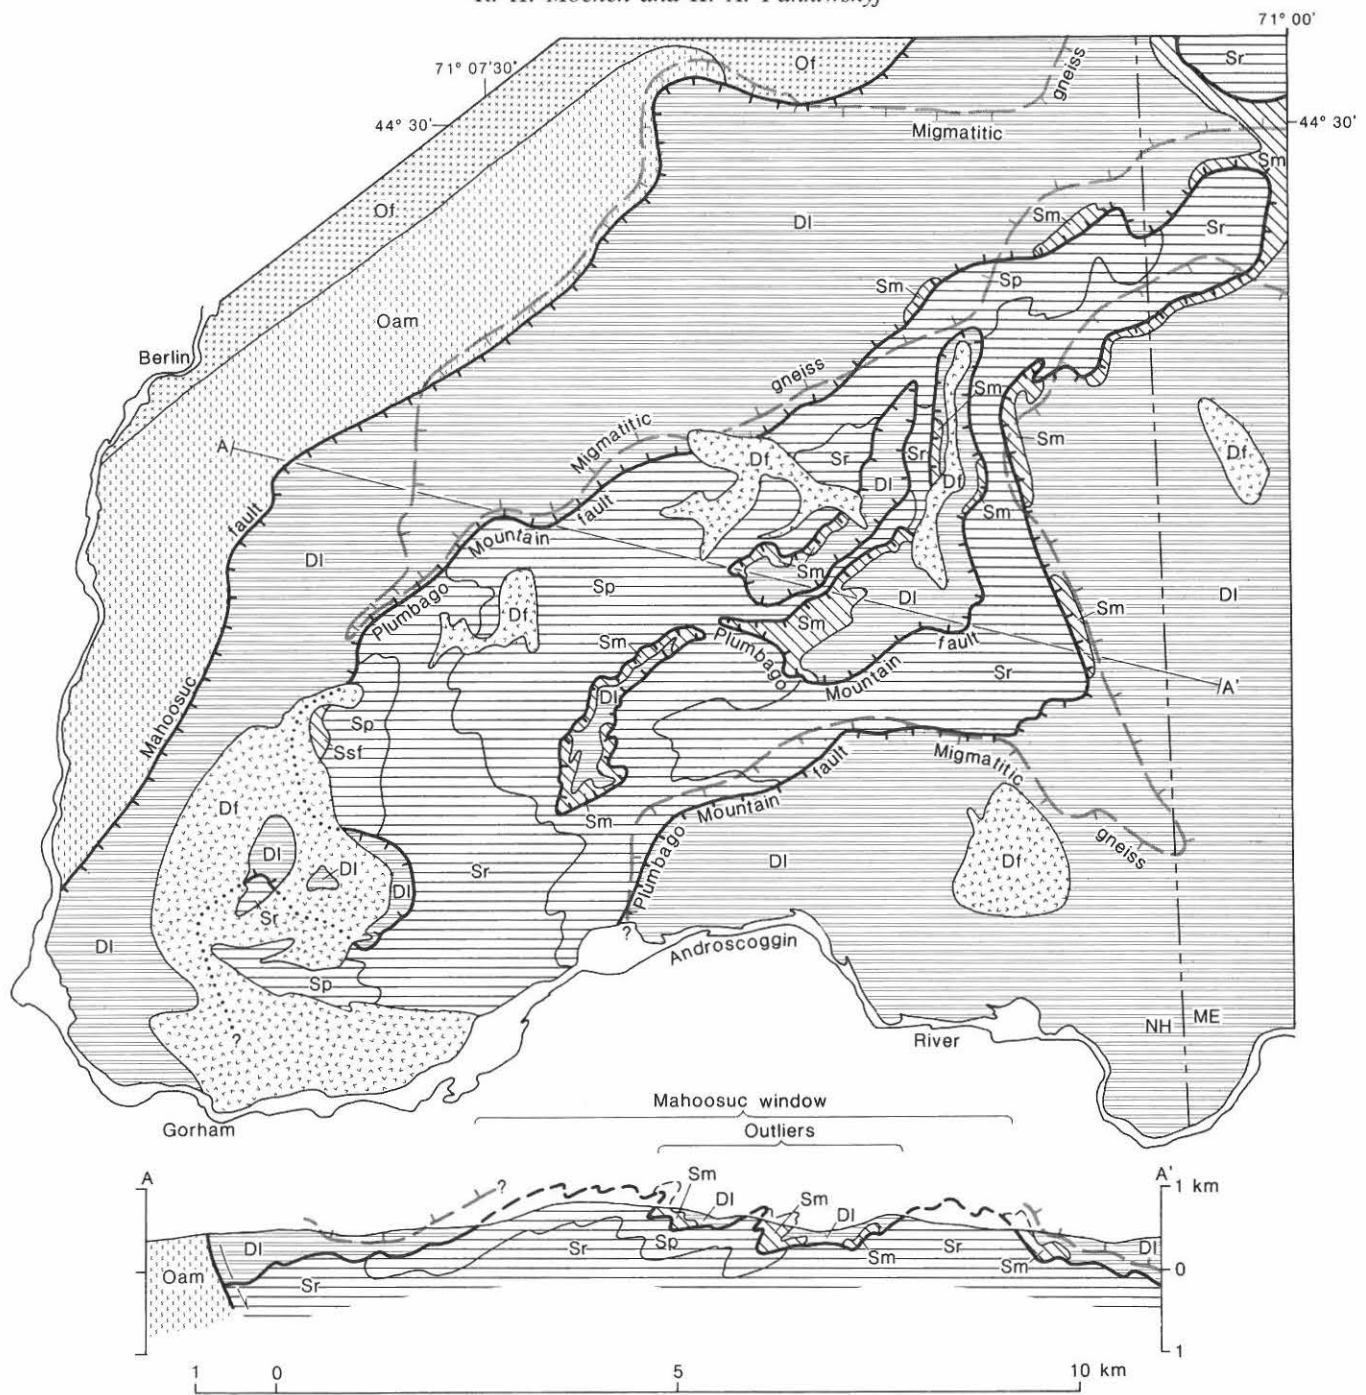 R. H. Moench and K. A. Pankiwskyj
71° 00'
71° 07'30"
44° 30'
44° 30'
Of
Sr
gneiss
Migmatitic
Sm
Of
Dl
Sm
Sr
Sm
Sp
Oam
Berlin
gneiss
Sm
Migmatitic
Sm
A
Df
Sr
Sr
Df
Dl
Df
fault
fault
Sm
Mountain
Dl
Sm
Sp
Dl
Dl
Plumbago
Df
Sm
Sm
Sm
Plumbago
fault
Mountain
Sr
A'
Dl
Mahoosuc
Sp
Ssf
Migmatitic
fault
Df
Mountain
Sm
gneiss
Dl
Dl
Sr
Dl
Df
Dl
Plumbago
Sr
?
Dl
Androscoggin
Sp
ME
NH
?
River
Mahoosuc window
Gorham
Outliers
A
A'
Sm
1 km
?
Dl
Sm
Dl
Dl
Sr
Sp
Sr
Dl
Sm
Sm
0
Oam
Sr
1
1
0
5
10 km